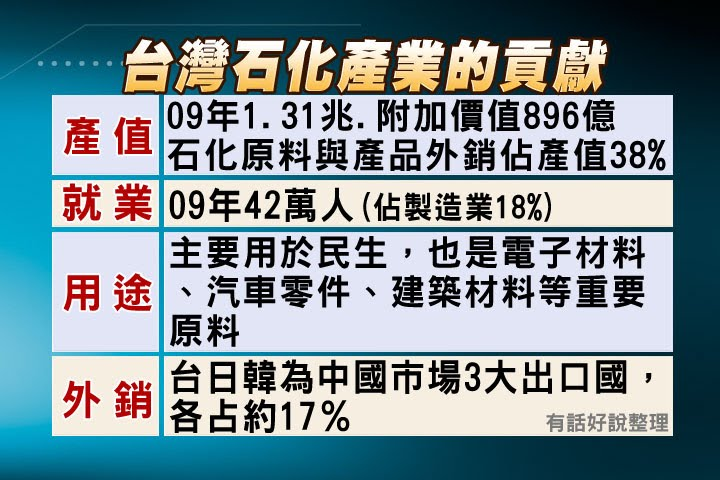 台灣石化產業的貢獻
產值
09年1.31兆.附加價值896億
石化原料與產品外銷佔產值38%
就業
09年42萬人(佔製造業18%)
用途
主要用於民生，也是電子材料
、汽車零件、建築材料等重要
原料
外銷
台日韓為中國市場3大出口國，
各占約17%
有話好說整理